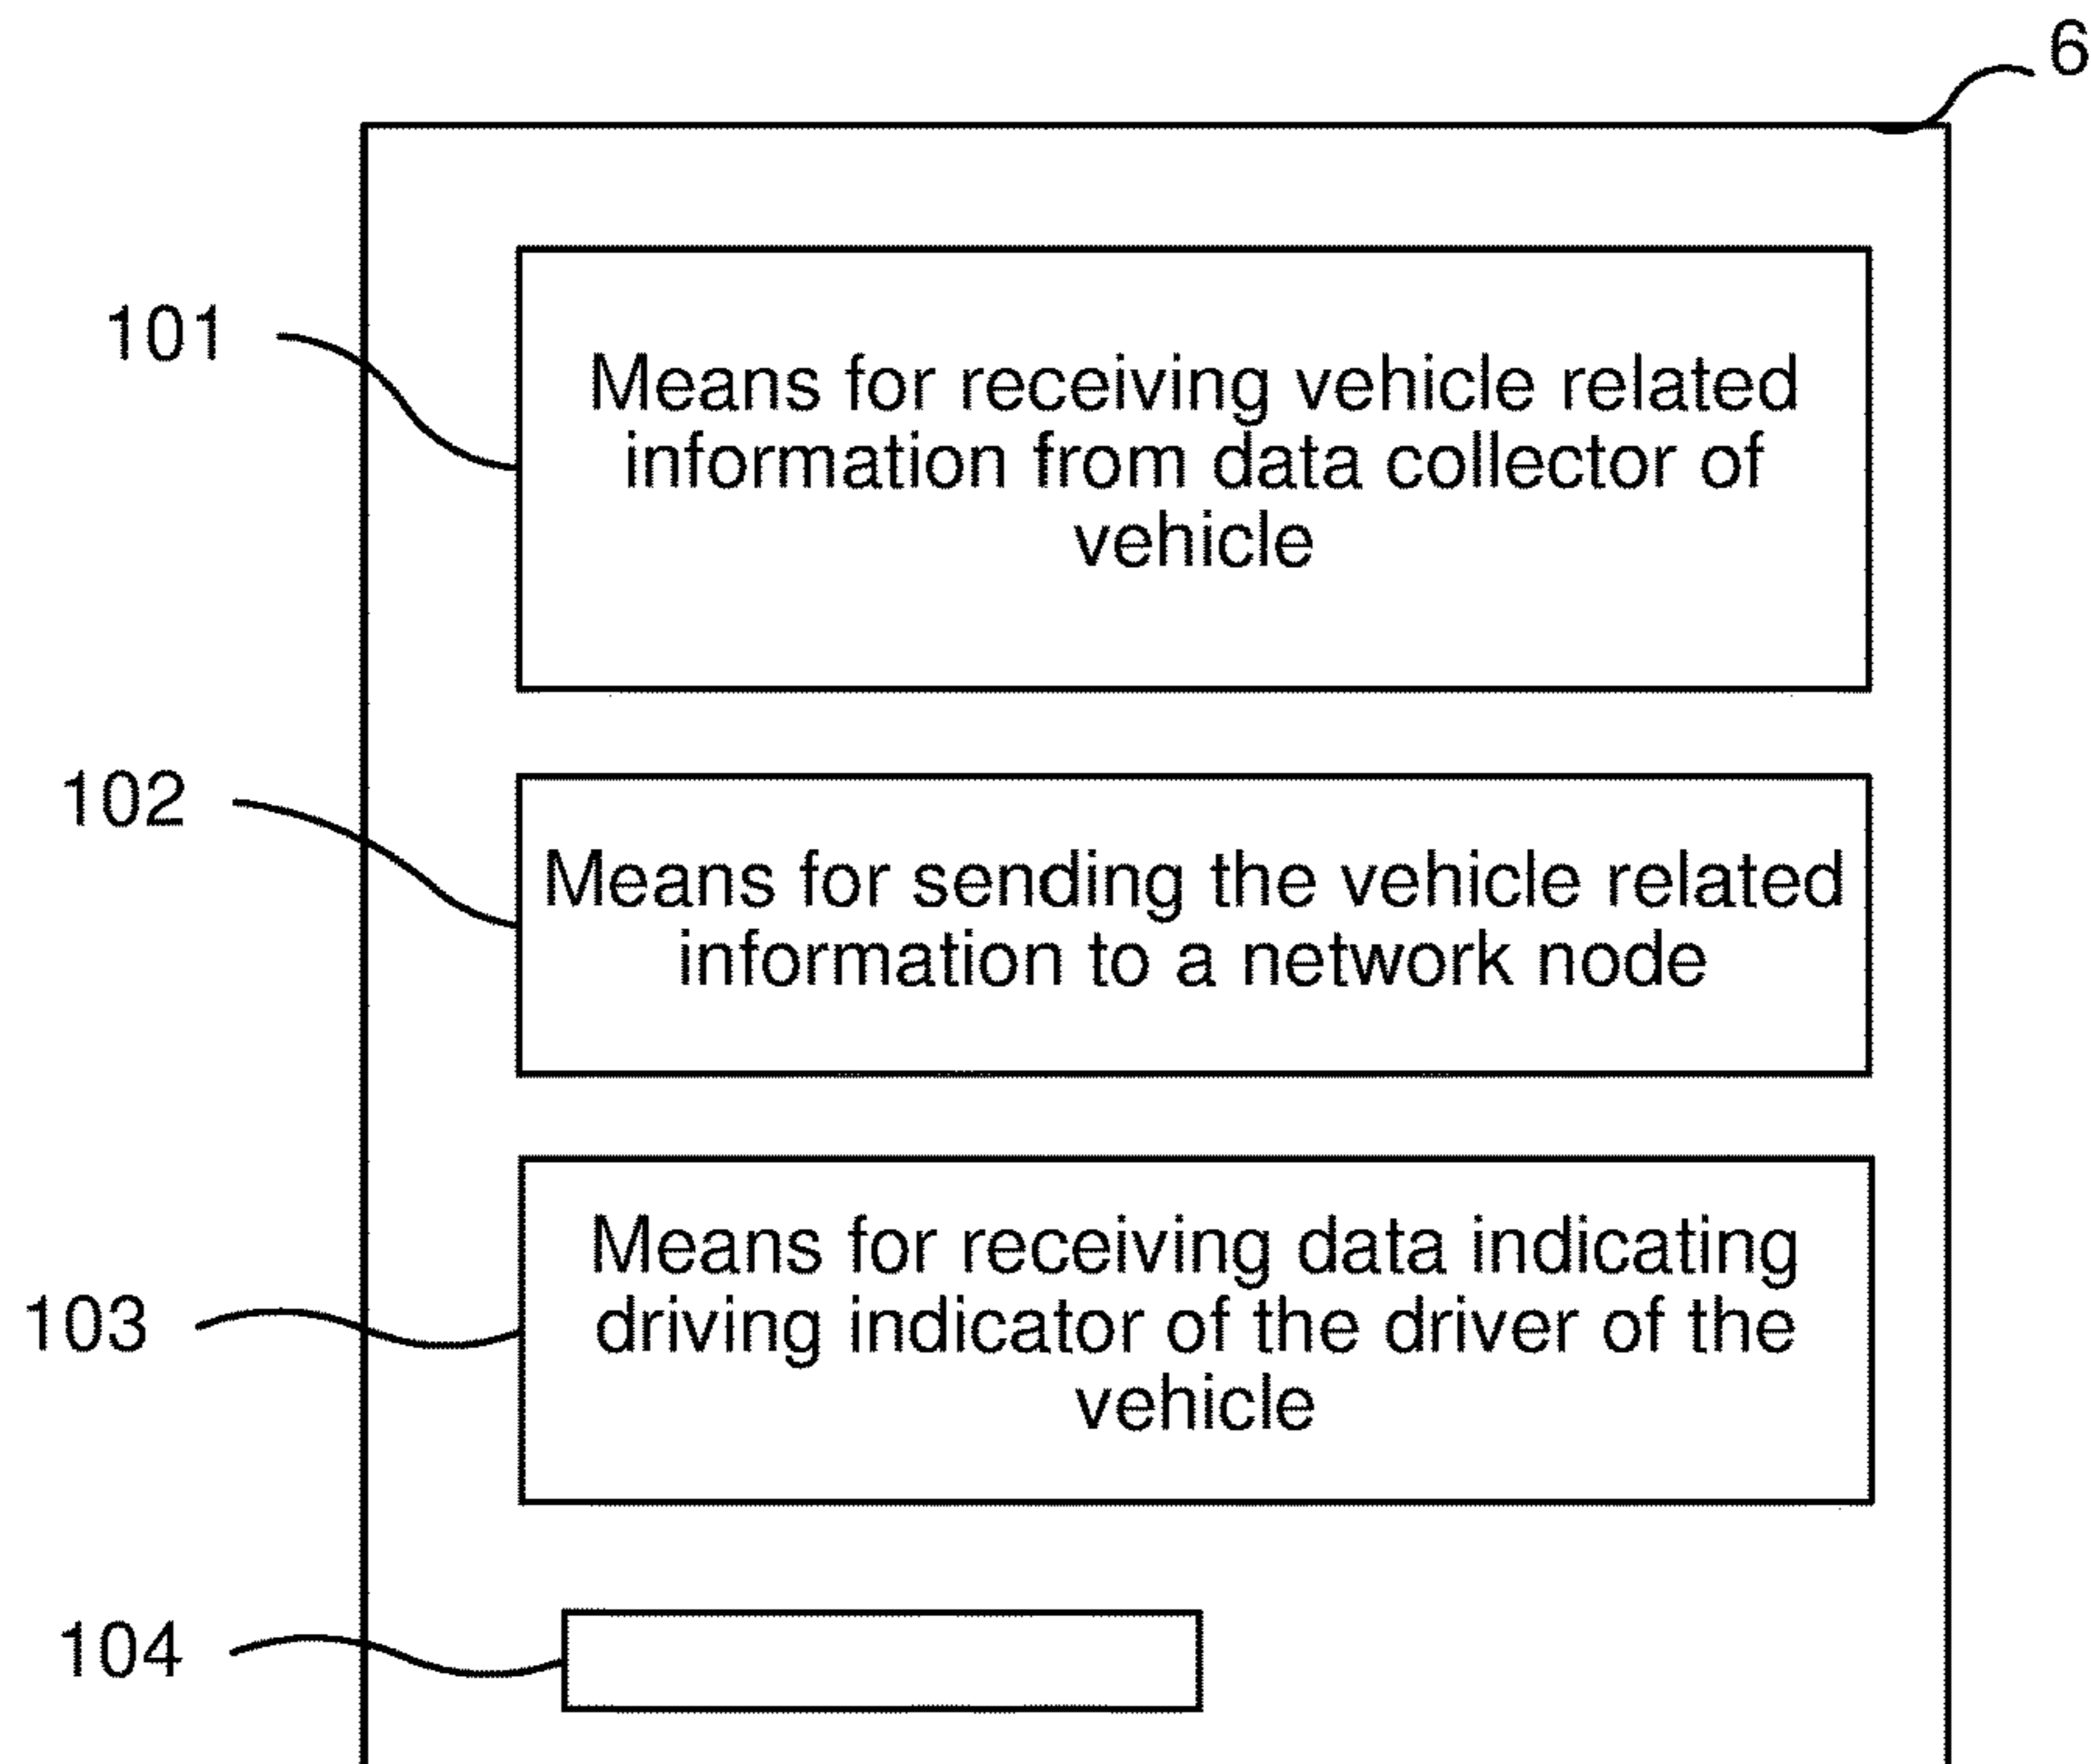 6
101
Means for receiving vehicle related
information from data collector of
vehicle
102
Means for sending the vehicle related
information to a network node
103
Means for receiving data indicating
driving indicator of the driver of the
vehicle
104